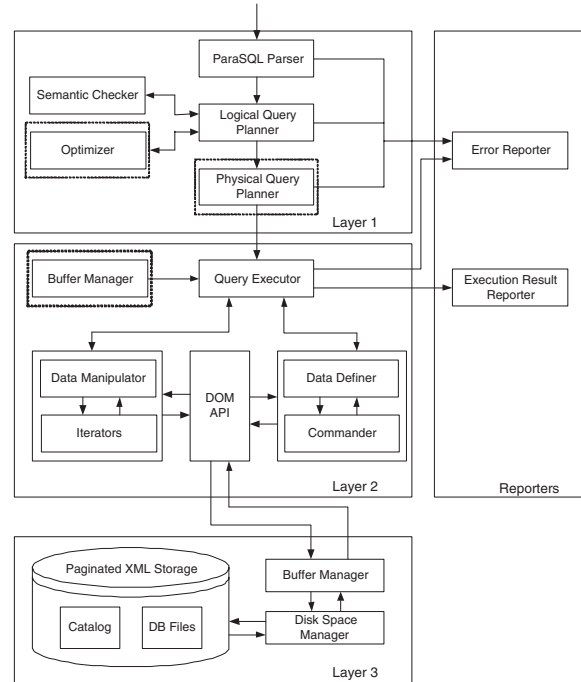 ParaSQL Parser
Semantic Checker
Logical Query
Planner
Optimizer
Physical Query
Planner
Error Reporter
Layer 1
Buffer Manager
Query Executor
Execution Result
Reporter
Data Manipulator
Iterators
DOM
API
Data Definer
Commander
Layer 2
Reporters
Paginated XML Storage
Catalog
DB Files
Buffer Manager
Disk Space
Manager
Layer 3